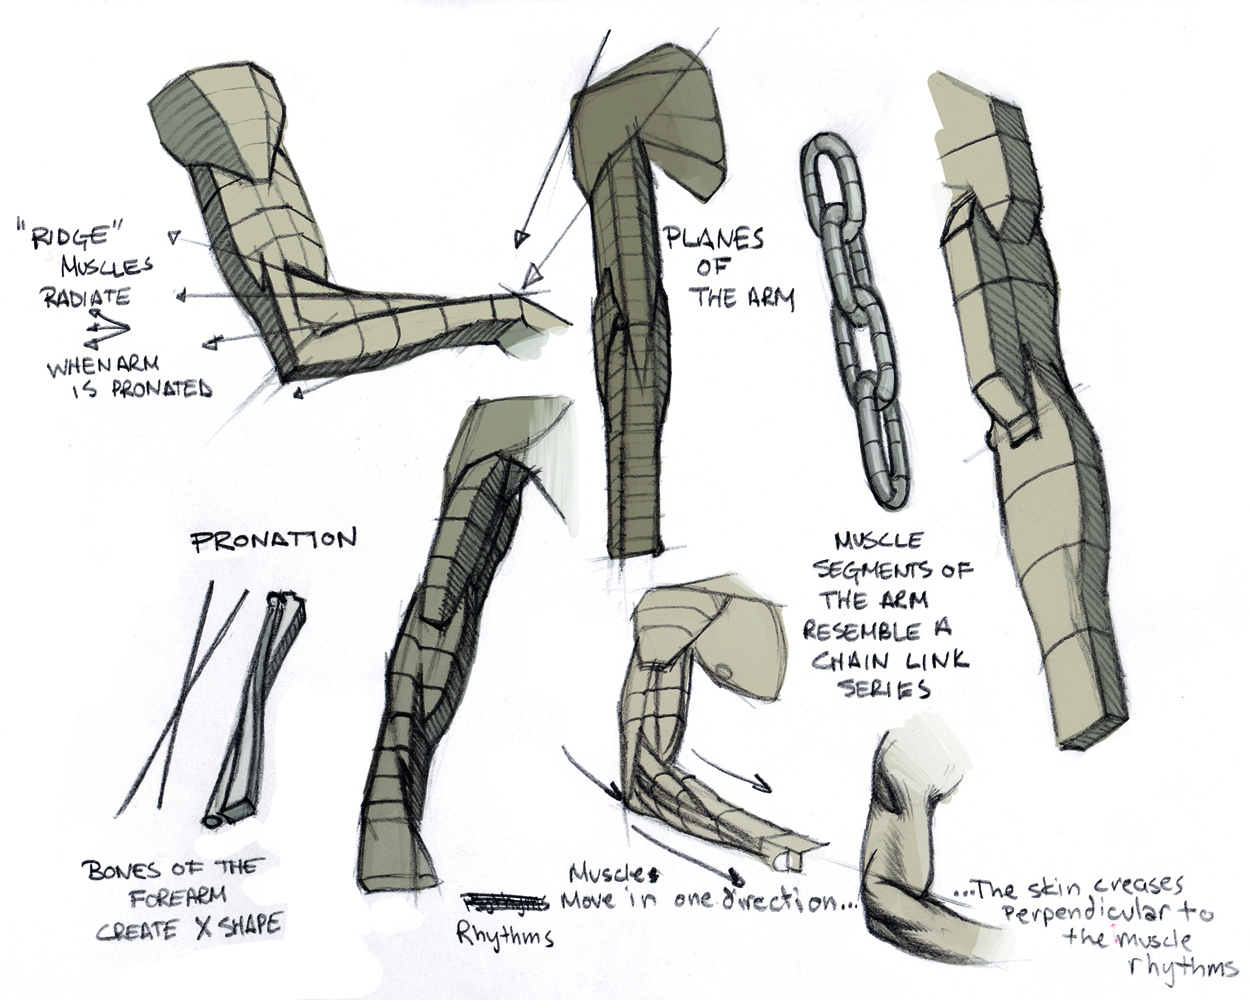 "RIDGE"
MUSCLES
RADIATE
WHEN ARM
IS PRONATED
PLANES
OF
THE ARM
PRONATION
BONES OF THE
FOREARM
CREATE X SHAPE
MUSCLE
SEGMENTS OF
THE ARM
RESEMBLE A
CHAIN LINK
SERIES
Muscles
Move in one direction...
Rhythms
...The skin creases
Perpendicular to
the muscle
rhythms